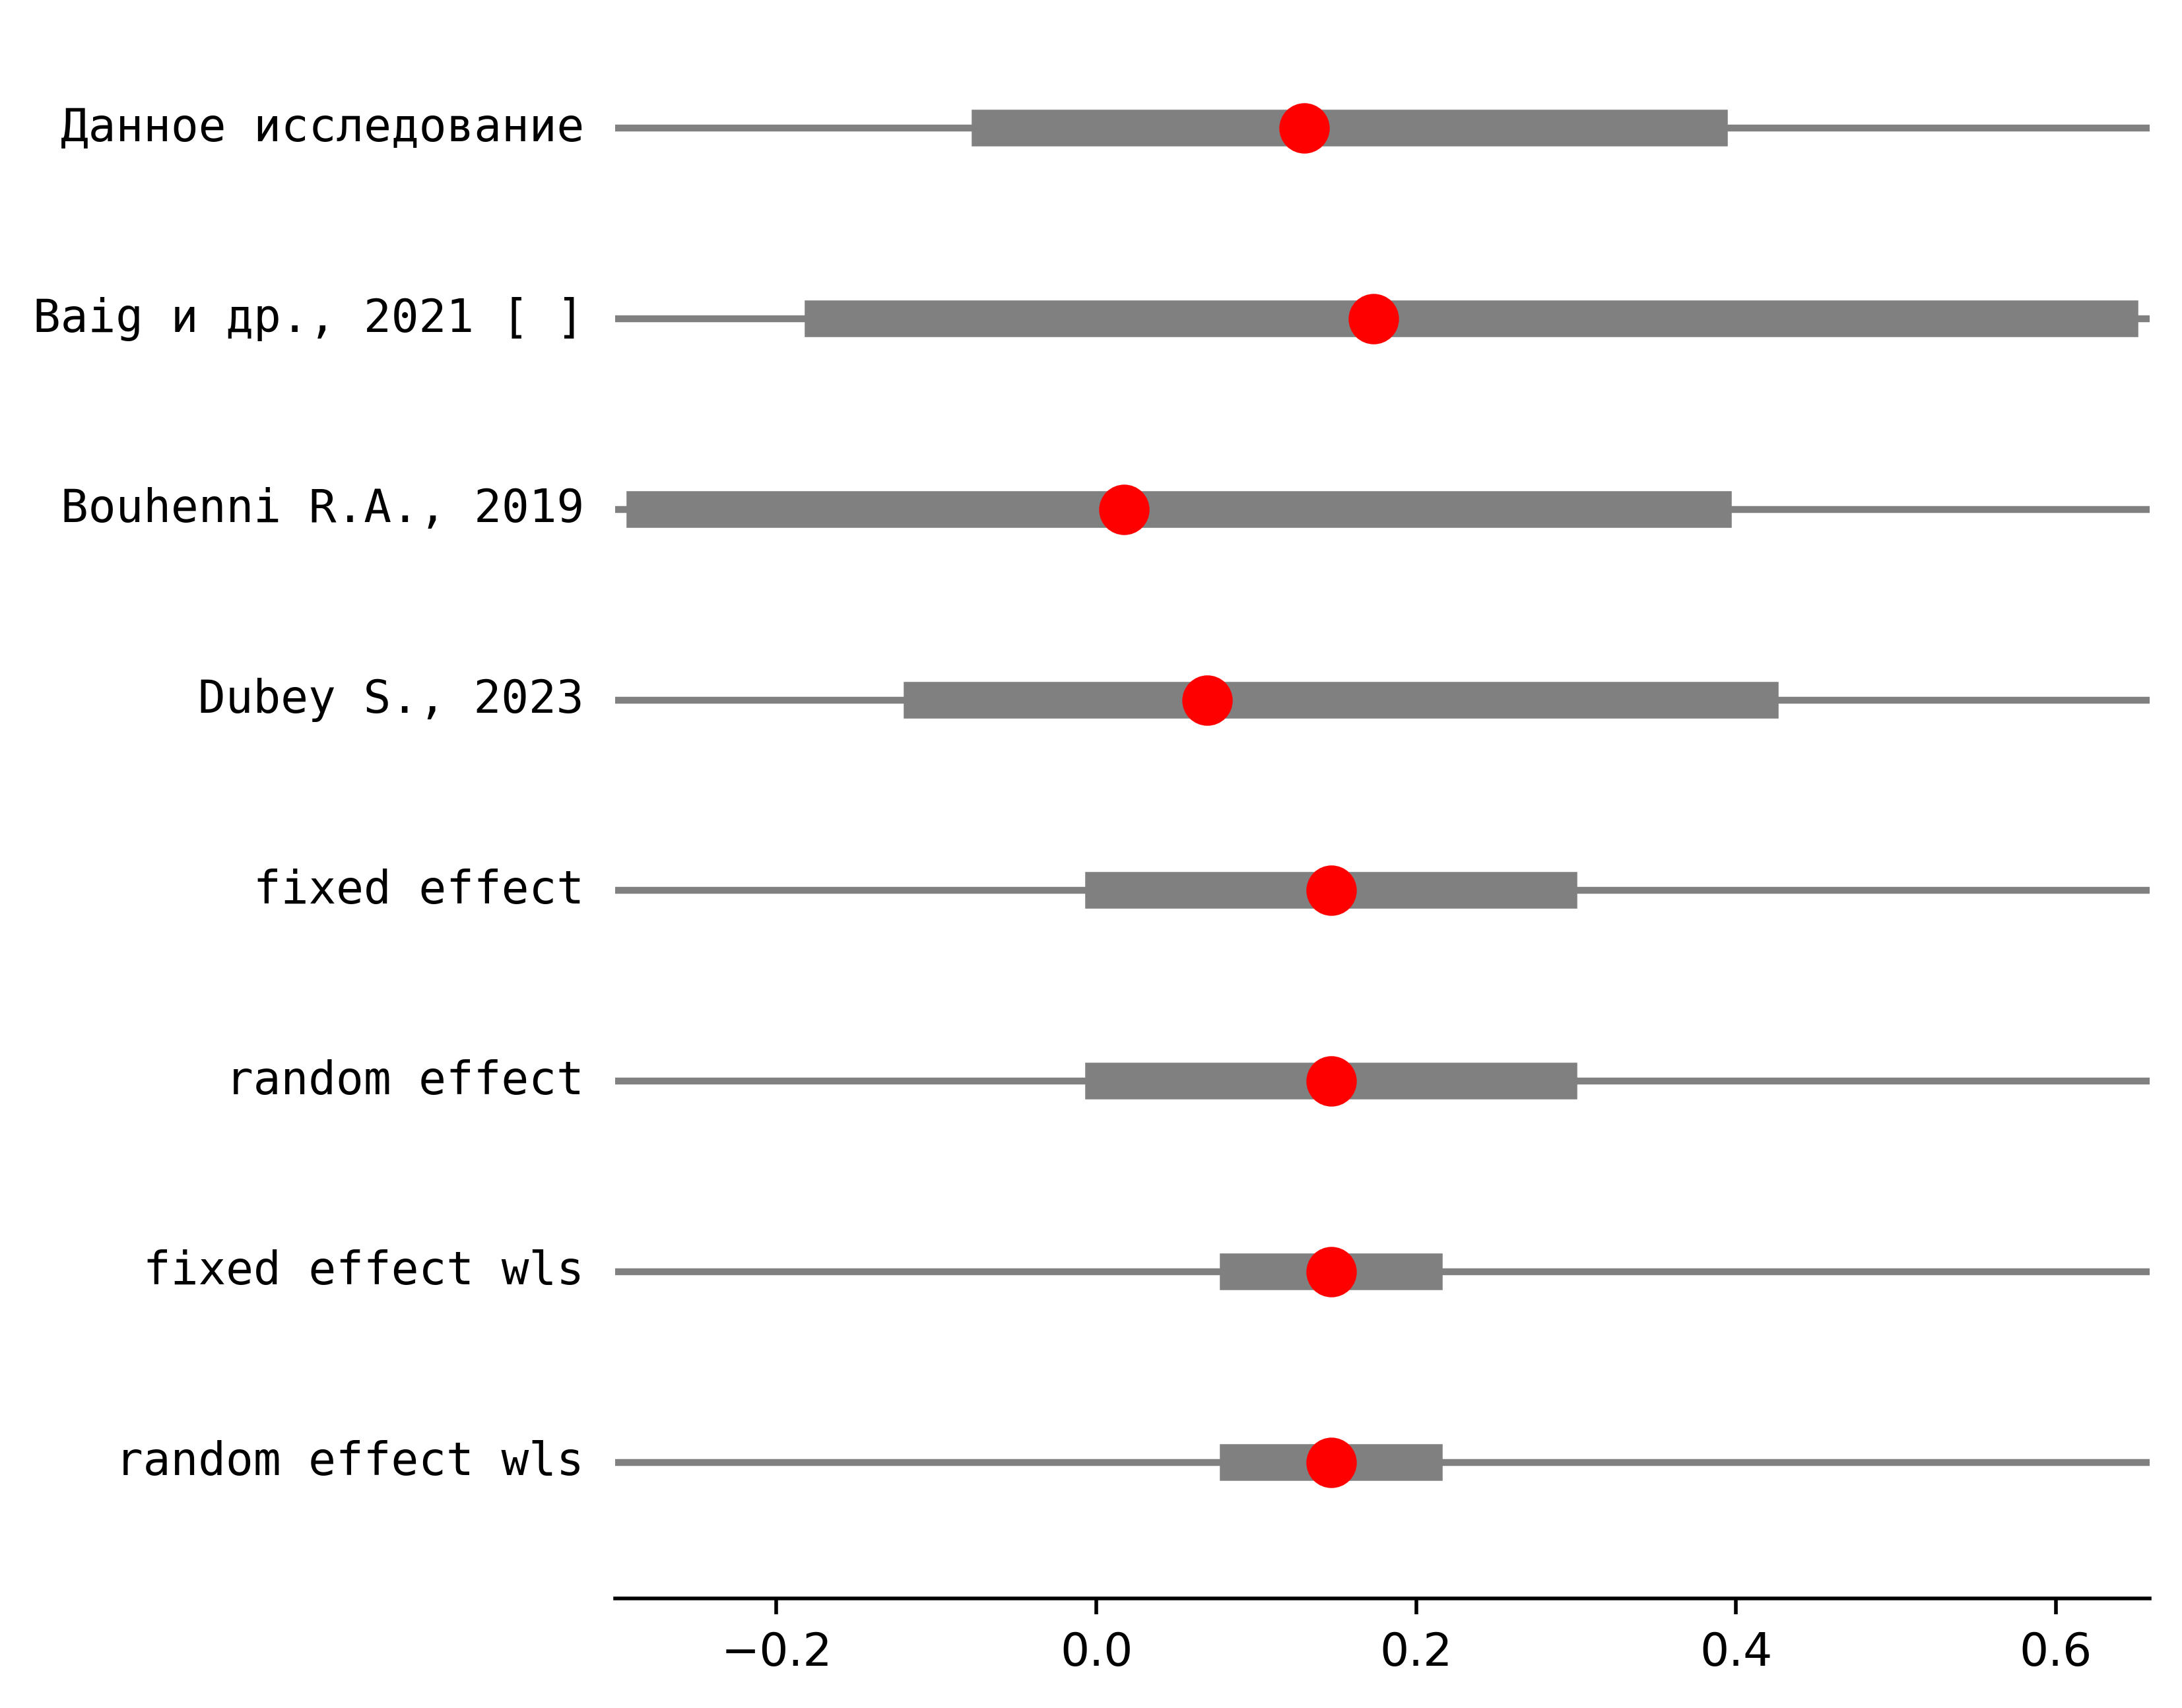 Данное исследование
Baig и др., 2021 [ ]
Bouhenni R.A., 2019
Dubey S., 2023
fixed effect
random effect
fixed effect wls
random effect wls
−0.2 0.0 0.2 0.4 0.6